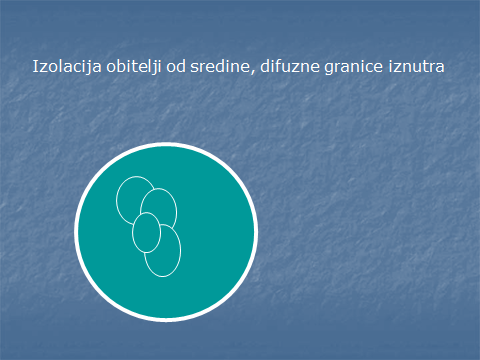 Izolacija obitelji od sredine, difuzne granice iznutra